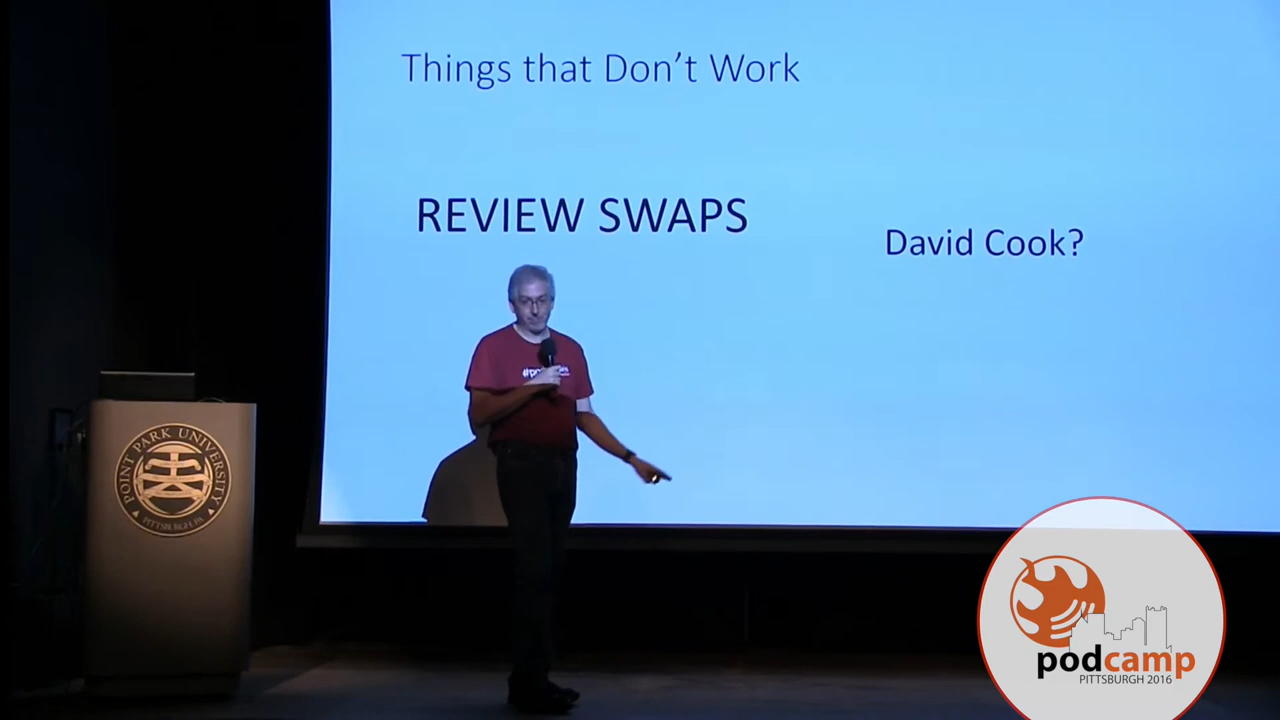 Things that Don't Work
REVIEW SWAPS
David Cook?
POINT PARK UNIVERSITY
PITTSBURGH PA
podcamp
PITTSBURGH 2016